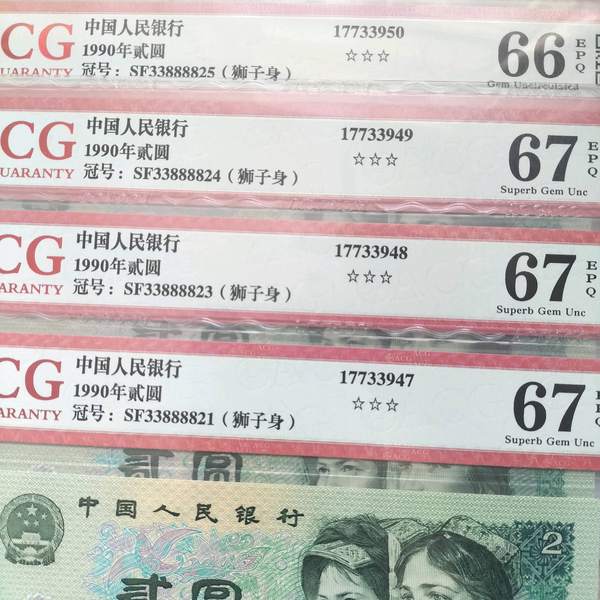 CG
UARANTY
中国人民银行
1990年贰圆
冠号：SF33888825（狮子身）
17733950
☆☆☆
66
EPQ
Gem Uncirculated
CG
UARANTY
中国人民银行
1990年贰圆
冠号：SF33888824（狮子身）
17733949
☆☆☆
67
EPQ
Superb Gem Unc
CG
ARANTY
中国人民银行
1990年贰圆
冠号：SF33888823（狮子身）
17733948
☆☆☆
67
EPQ
Superb Gem Unc
CG
ARANTY
中国人民银行
1990年贰圆
冠号：SF33888821（狮子身）
17733947
☆☆☆
67
Superb Gem Unc
贰圆
中国人民银行
2
贰圆